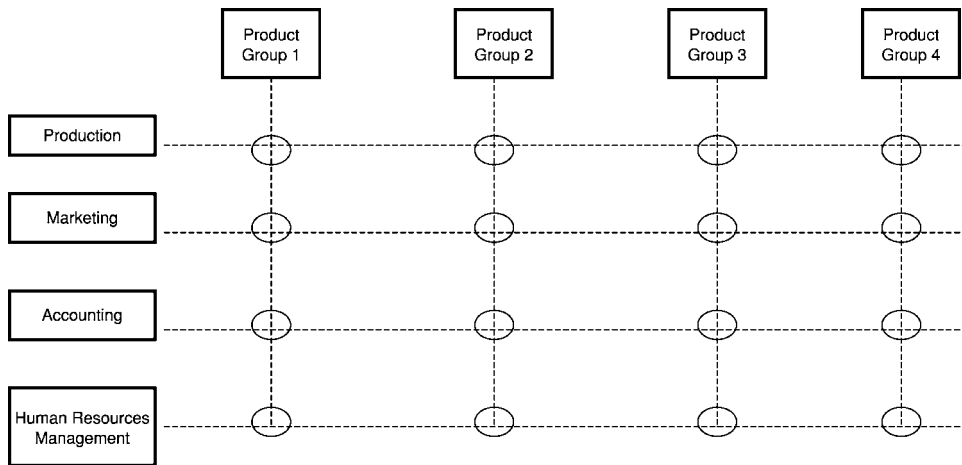 Product
Group 1
Product
Group 2
Product
Group 3
Product
Group 4
Production
Marketing
Accounting
Human Resources
Management